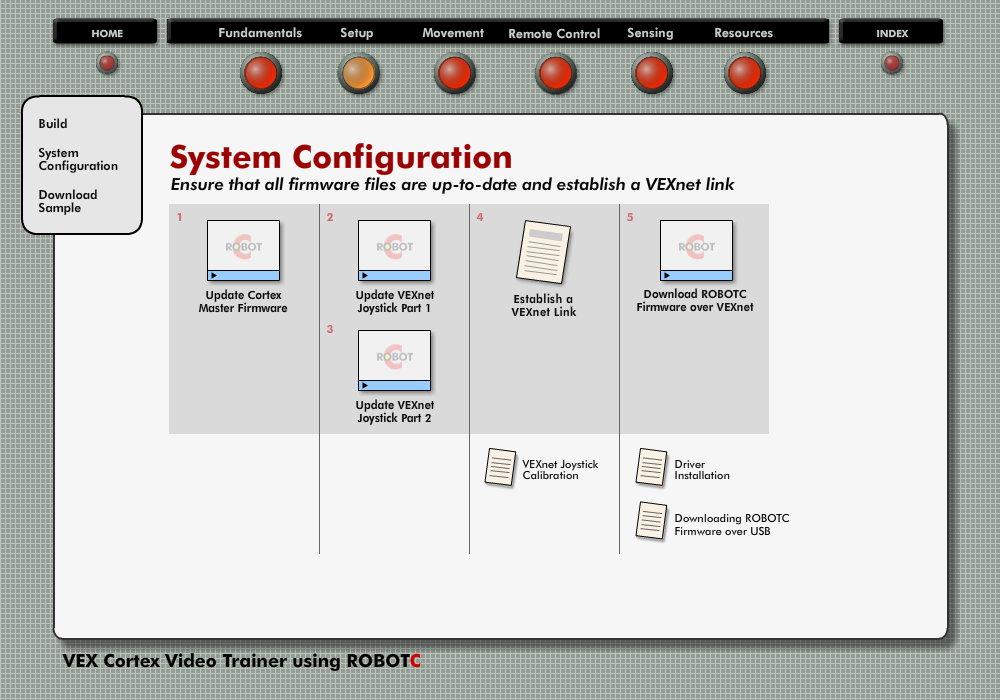 HOME
Fundamentals
Setup
Movement
Remote Control
Sensing
Resources
INDEX
Build
System
Configuration
Download
Sample
System Configuration
Ensure that all firmware files are up-to-date and establish a VEXnet link
1
ROBOT
C
Update Cortex
Master Firmware
2
ROBOT
C
Update VEXnet
Joystick Part 1
3
ROBOT
C
Update VEXnet
Joystick Part 2
4
Establish a
VEXnet Link
5
ROBOT
C
Download ROBOTC
Firmware over VEXnet
VEXnet Joystick
Calibration
Driver
Installation
Downloading ROBOTC
Firmware over USB
VEX Cortex Video Trainer using ROBOTC